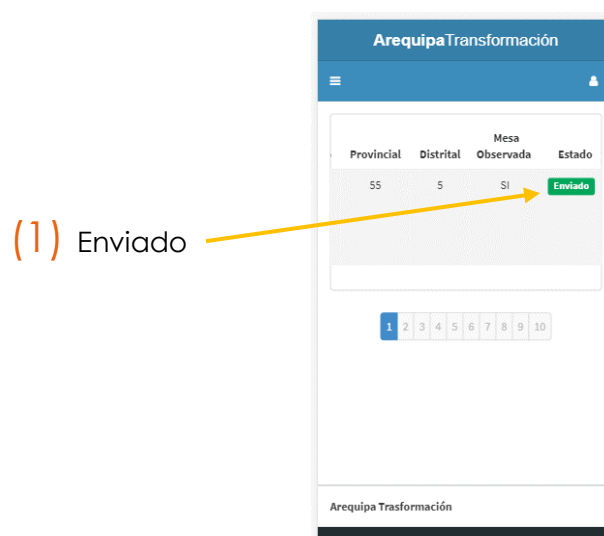 ArequipaTransformación
Mesa
Provincial Distrital Observada Estado
55 5 SI Enviado
(1) Enviado
1 2 3 4 5 6 7 8 9 10
Arequipa Trasformación